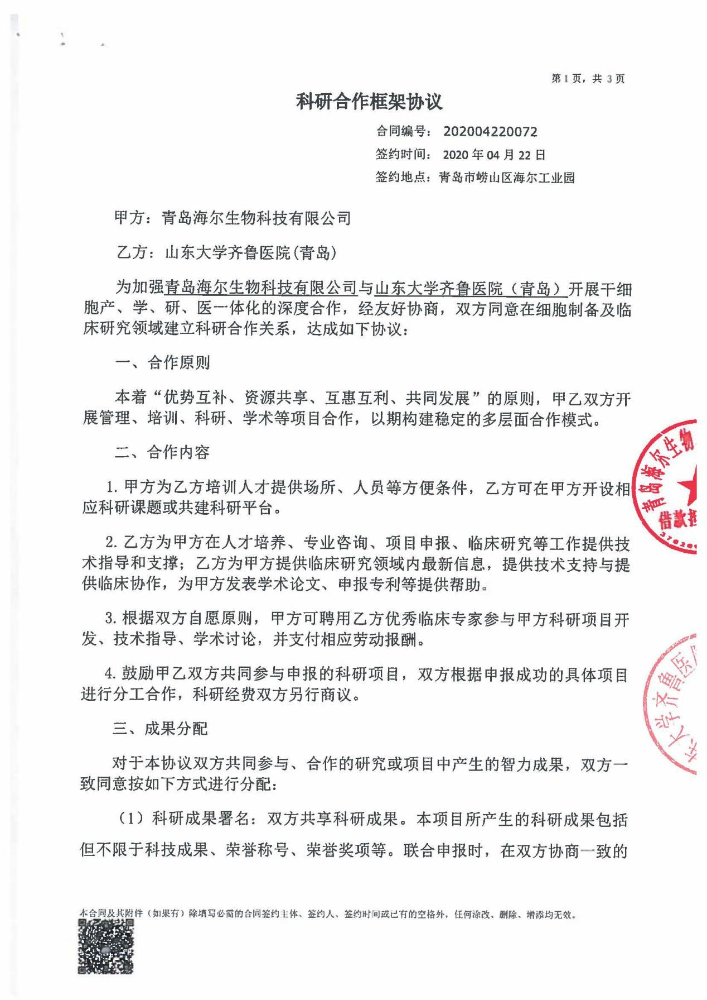 第1页，共3页
科研合作框架协议
合同编号： 202004220072
签约时间： 2020 年 04 月 22 日
签约地点：青岛市崂山区海尔工业园
甲方：青岛海尔生物科技有限公司
乙方：山东大学齐鲁医院(青岛)
为加强青岛海尔生物科技有限公司与山东大学齐鲁医院（青岛）开展干细
胞产、学、研、医一体化的深度合作，经友好协商，双方同意在细胞制备及临
床研究领域建立科研合作关系，达成如下协议：
一、合作原则
本着“优势互补、资源共享、互惠互利、共同发展”的原则，甲乙双方开
展管理、培训、科研、学术等项目合作，以期构建稳定的多层面合作模式。
二、合作内容
1. 甲方为乙方培训人才提供场所、人员等方便条件，乙方可在甲方开设相
应科研课题或共建科研平台。
2. 乙方为甲方在人才培养、专业咨询、项目申报、临床研究等工作提供技
术指导和支撑；乙方为甲方提供临床研究领域内最新信息，提供技术支持与提
供临床协作，为甲方发表学术论文、申报专利等提供帮助。
3. 根据双方自愿原则，甲方可聘用乙方优秀临床专家参与甲方科研项目开
发、技术指导、学术讨论，并支付相应劳动报酬。
4. 鼓励甲乙双方共同参与申报的科研项目，双方根据申报成功的具体项目
进行分工合作，科研经费双方另行商议。
三、成果分配
对于本协议双方共同参与、合作的研究或项目中产生的智力成果，双方一
致同意按如下方式进行分配：
（1）科研成果署名：双方共享科研成果。本项目所产生的科研成果包括
但不限于科技成果、荣誉称号、荣誉奖项等。联合申报时，在双方协商一致的
本合同及其附件（如果有）除填写必需的合同签约主体、签约人、签约时间或已有的空格外，任何涂改、删除、增添均无效。
青岛海尔生物
借款
37020
大学齐鲁医